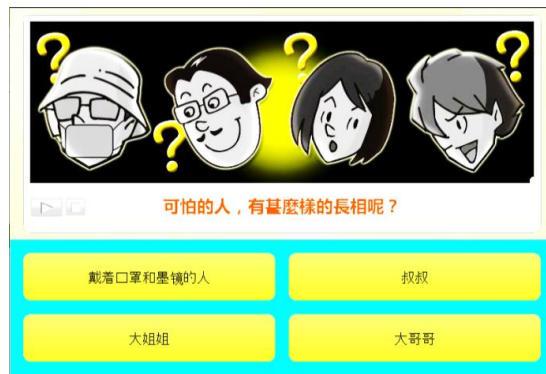 ?
?
?
?
可怕的人，有甚麼樣的長相呢？
戴着口罩和墨镜的人
叔叔
大姐姐
大哥哥